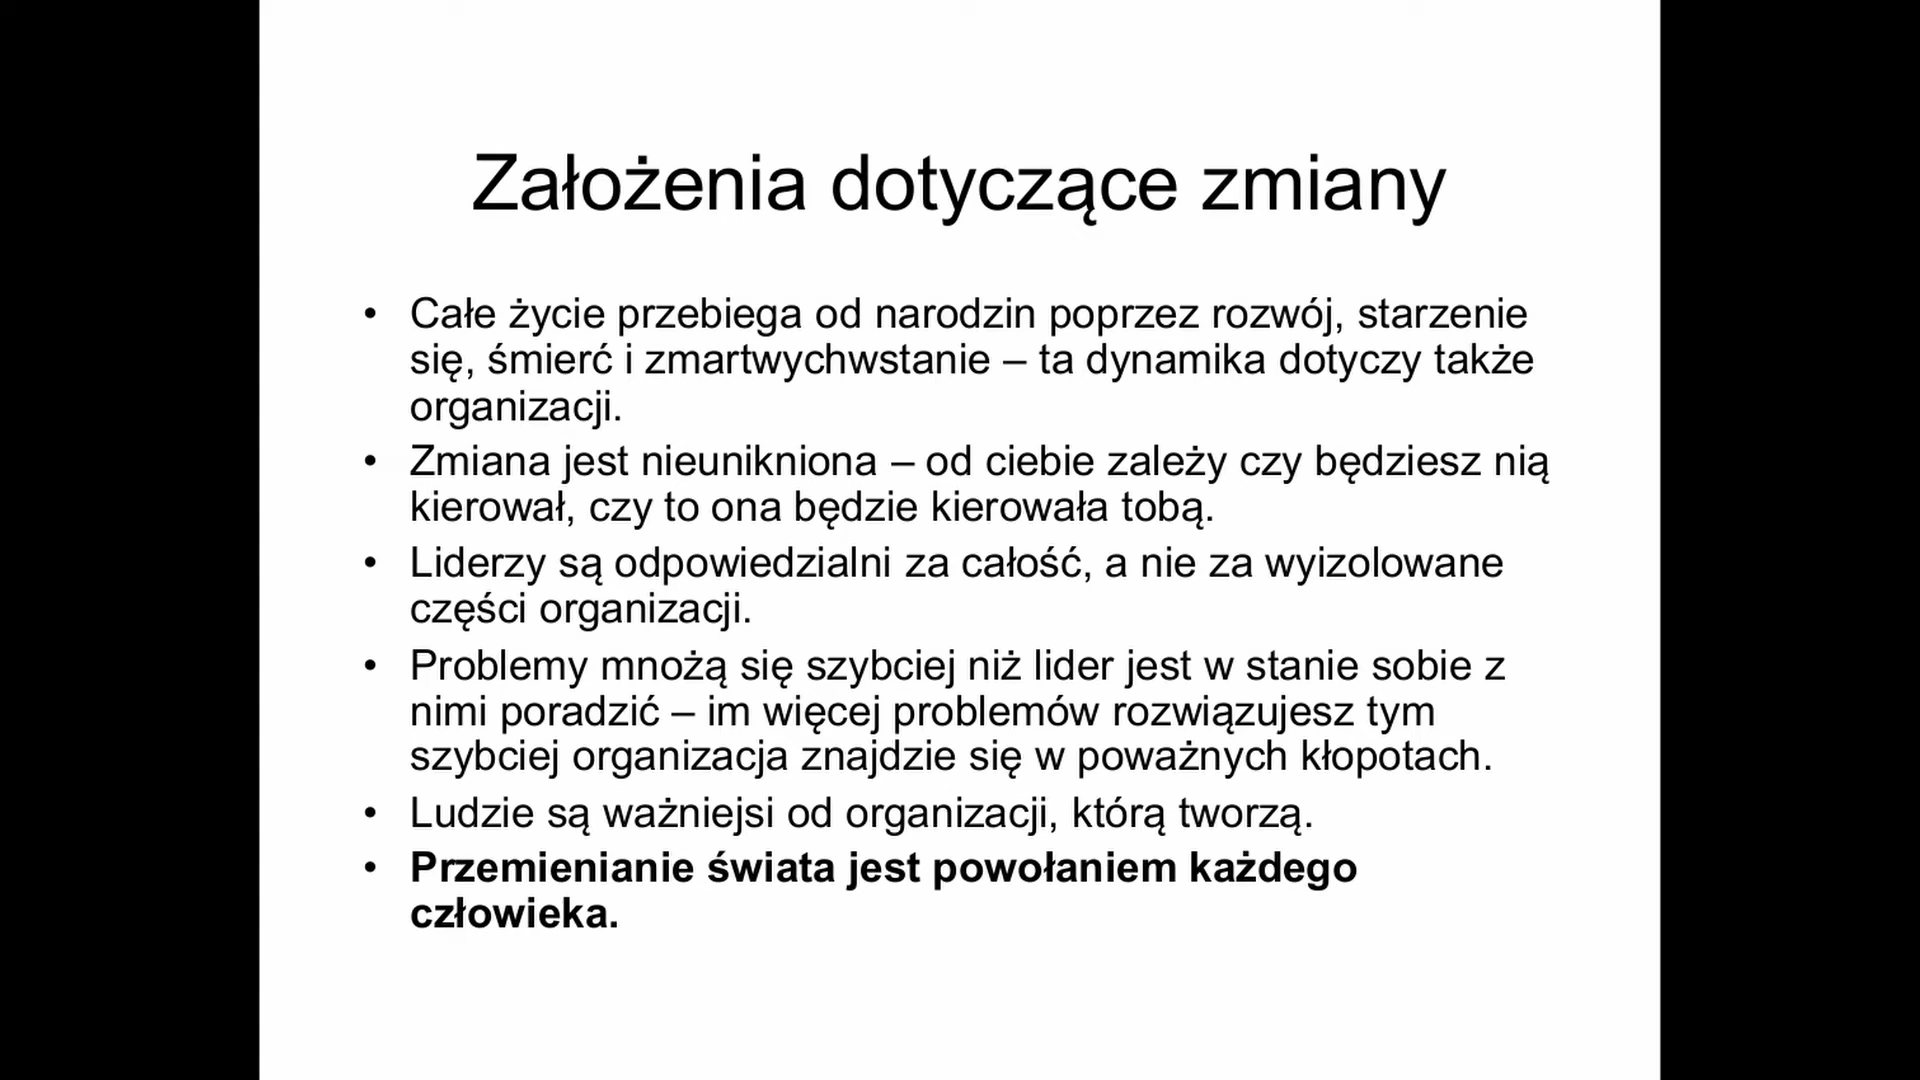 Założenia dotyczące zmiany
• Całe życie przebiega od narodzin poprzez rozwój, starzenie
się, śmierć i zmartwychwstanie – ta dynamika dotyczy także
organizacji.
• Zmiana jest nieunikniona – od ciebie zależy czy będziesz nią
kierował, czy to ona będzie kierowała tobą.
• Liderzy są odpowiedzialni za całość, a nie za wyizolowane
części organizacji.
• Problemy mnożą się szybciej niż lider jest w stanie sobie z
nimi poradzić – im więcej problemów rozwiązujesz tym
szybciej organizacja znajdzie się w poważnych kłopotach.
• Ludzie są ważniejsi od organizacji, którą tworzą.
• Przemienianie świata jest powołaniem każdego
człowieka.